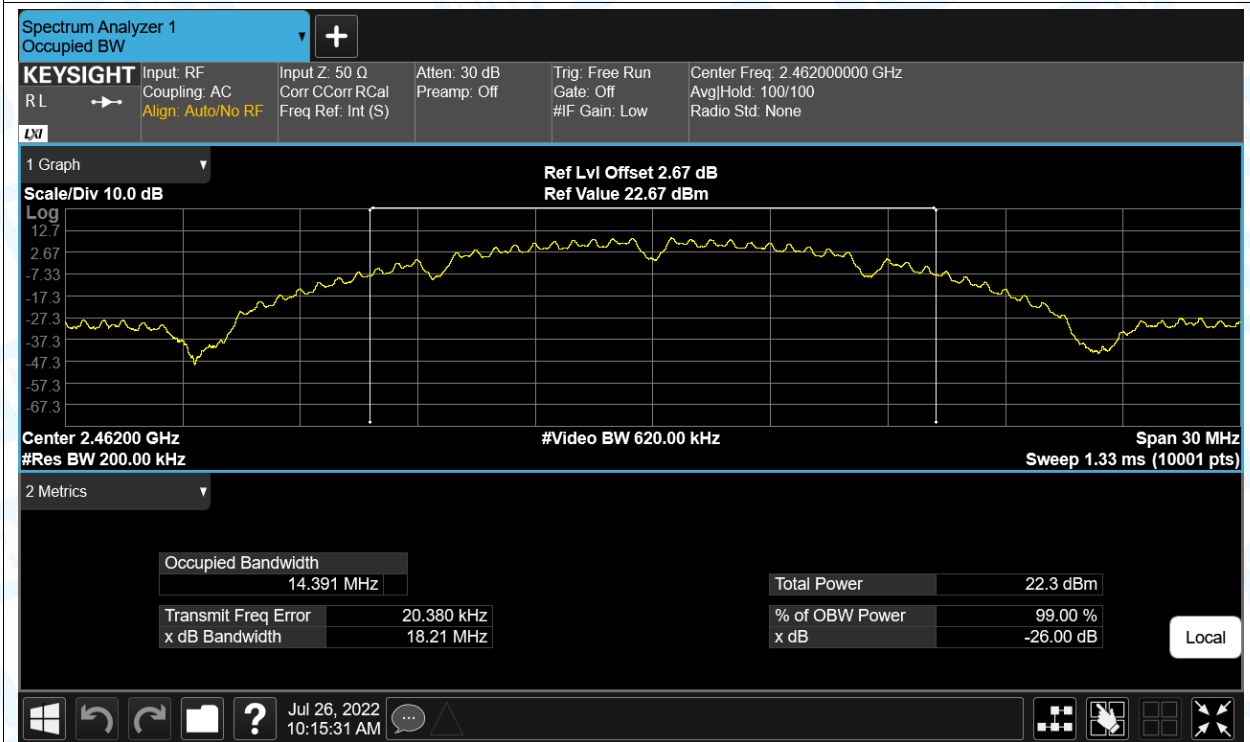 Spectrum Analyzer 1
Occupied BW
▼
+
KEYSIGHT
R L
LXI
Input: RF
Coupling: AC
Align: Auto/No RF
Input Z: 50 Ω
Corr CCorr RCal
Freq Ref: Int (S)
Atten: 30 dB
Preamp: Off
Trig: Free Run
Gate: Off
#IF Gain: Low
Center Freq: 2.462000000 GHz
Avg|Hold: 100/100
Radio Std: None
1 Graph ▼
Scale/Div 10.0 dB
Ref Lvl Offset 2.67 dB
Ref Value 22.67 dBm
Log
12.7
2.67
-7.33
-17.3
-27.3
-37.3
-47.3
-57.3
-67.3
Center 2.46200 GHz
#Res BW 200.00 kHz
#Video BW 620.00 kHz
Span 30 MHz
Sweep 1.33 ms (10001 pts)
2 Metrics ▼
Occupied Bandwidth
14.391 MHz
Transmit Freq Error 20.380 kHz
x dB Bandwidth 18.21 MHz
Total Power 22.3 dBm
% of OBW Power 99.00 %
x dB -26.00 dB
Local
?
Jul 26, 2022
10:15:31 AM